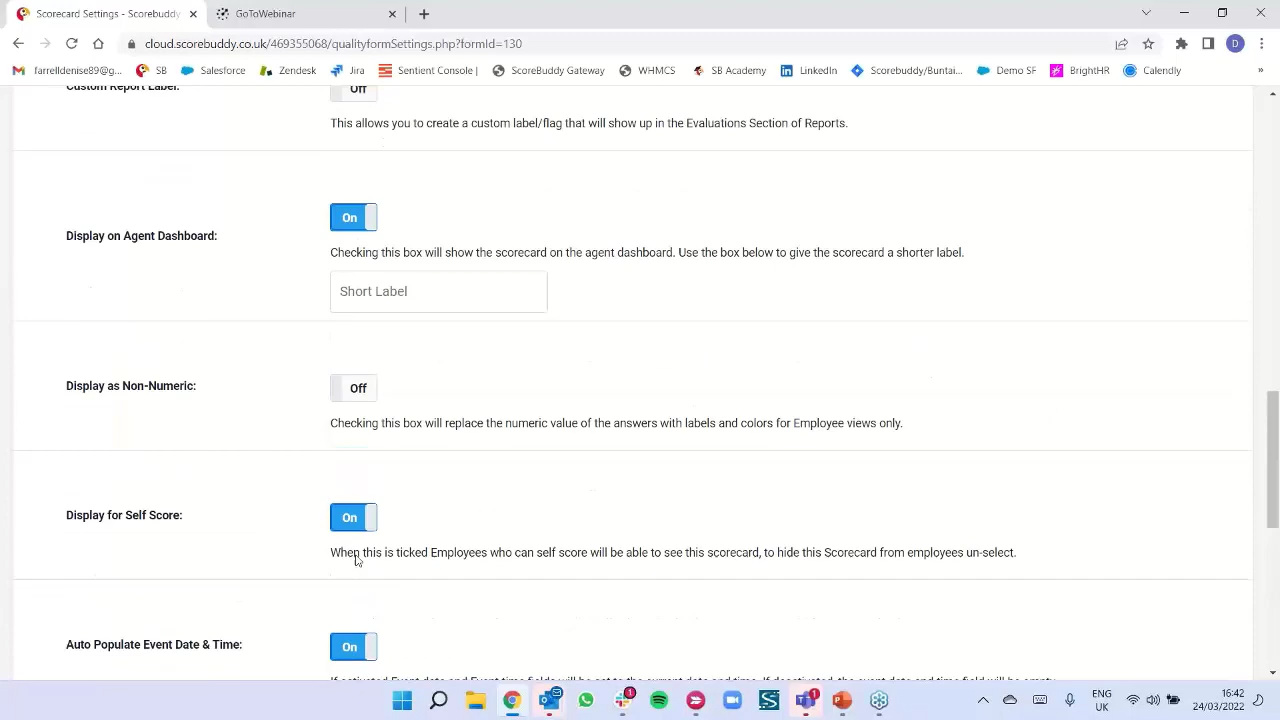 Scorecard Settings - Scorebuddy
GoToWebinar
cloud.scorebuddy.co.uk/469355068/qualityformSettings.php?formId=130
D
farrelldenise89@g...
SB
Salesforce
Zendesk
Sentient Console |
ScoreBuddy Gateway
WHMCS
SB Academy
LinkedIn
Scorebuddy/Buntai...
Demo SF
BrightHR
Calendly
»
Custom Report Label:
Off
This allows you to create a custom label/flag that will show up in the Evaluations Section of Reports.
On
Display on Agent Dashboard:
Checking this box will show the scorecard on the agent dashboard. Use the box below to give the scorecard a shorter label.
Short Label
Display as Non-Numeric:
Off
Checking this box will replace the numeric value of the answers with labels and colors for Employee views only.
Display for Self Score:
On
When this is ticked Employees who can self score will be able to see this scorecard, to hide this Scorecard from employees un-select.
Auto Populate Event Date & Time:
On
ENG
UK
16:42
24/03/2022